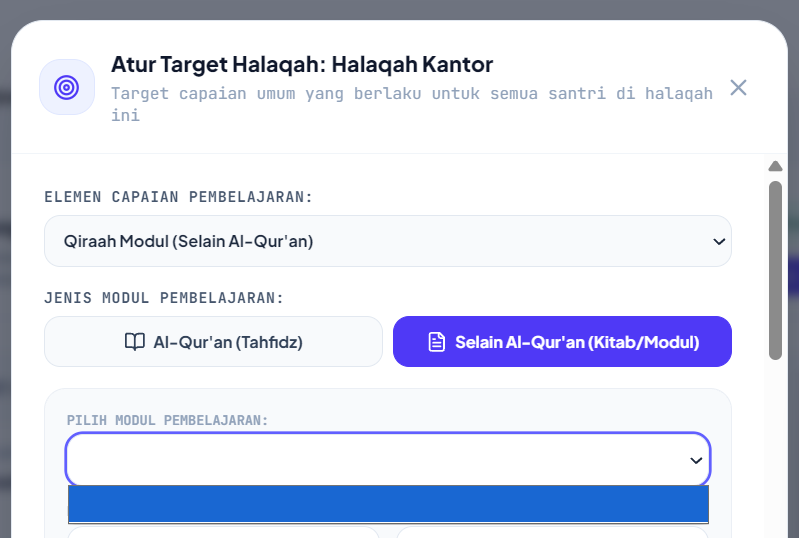 Atur Target Halaqah: Halaqah Kantor
Target capaian umum yang berlaku untuk semua santri di halaqah
ini
ELEMEN CAPAIAN PEMBELAJARAN:
Qiraah Modul (Selain Al-Qur'an)
JENIS MODUL PEMBELAJARAN:
Al-Qur'an (Tahfidz)
Selain Al-Qur'an (Kitab/Modul)
PILIH MODUL PEMBELAJARAN: